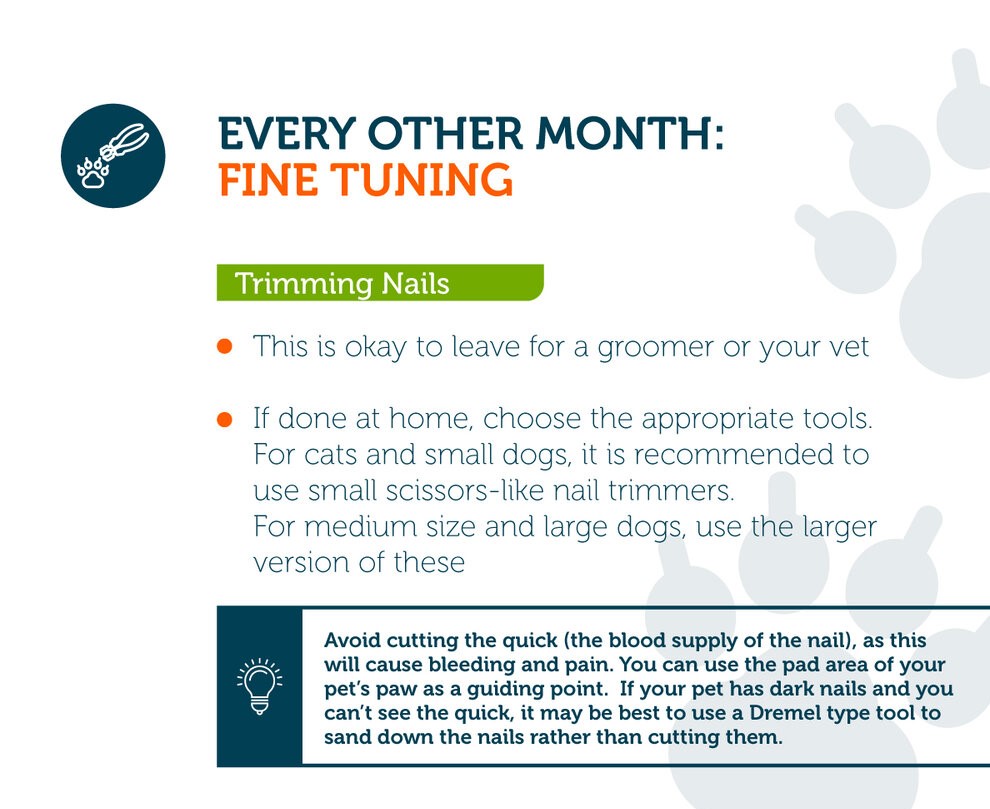 EVERY OTHER MONTH:
FINE TUNING
Trimming Nails
This is okay to leave for a groomer or your vet
If done at home, choose the appropriate tools.
For cats and small dogs, it is recommended to
use small scissors-like nail trimmers.
For medium size and large dogs, use the larger
version of these
Avoid cutting the quick (the blood supply of the nail), as this
will cause bleeding and pain. You can use the pad area of your
pet's paw as a guiding point.  If your pet has dark nails and you
can't see the quick, it may be best to use a Dremel type tool to
sand down the nails rather than cutting them.